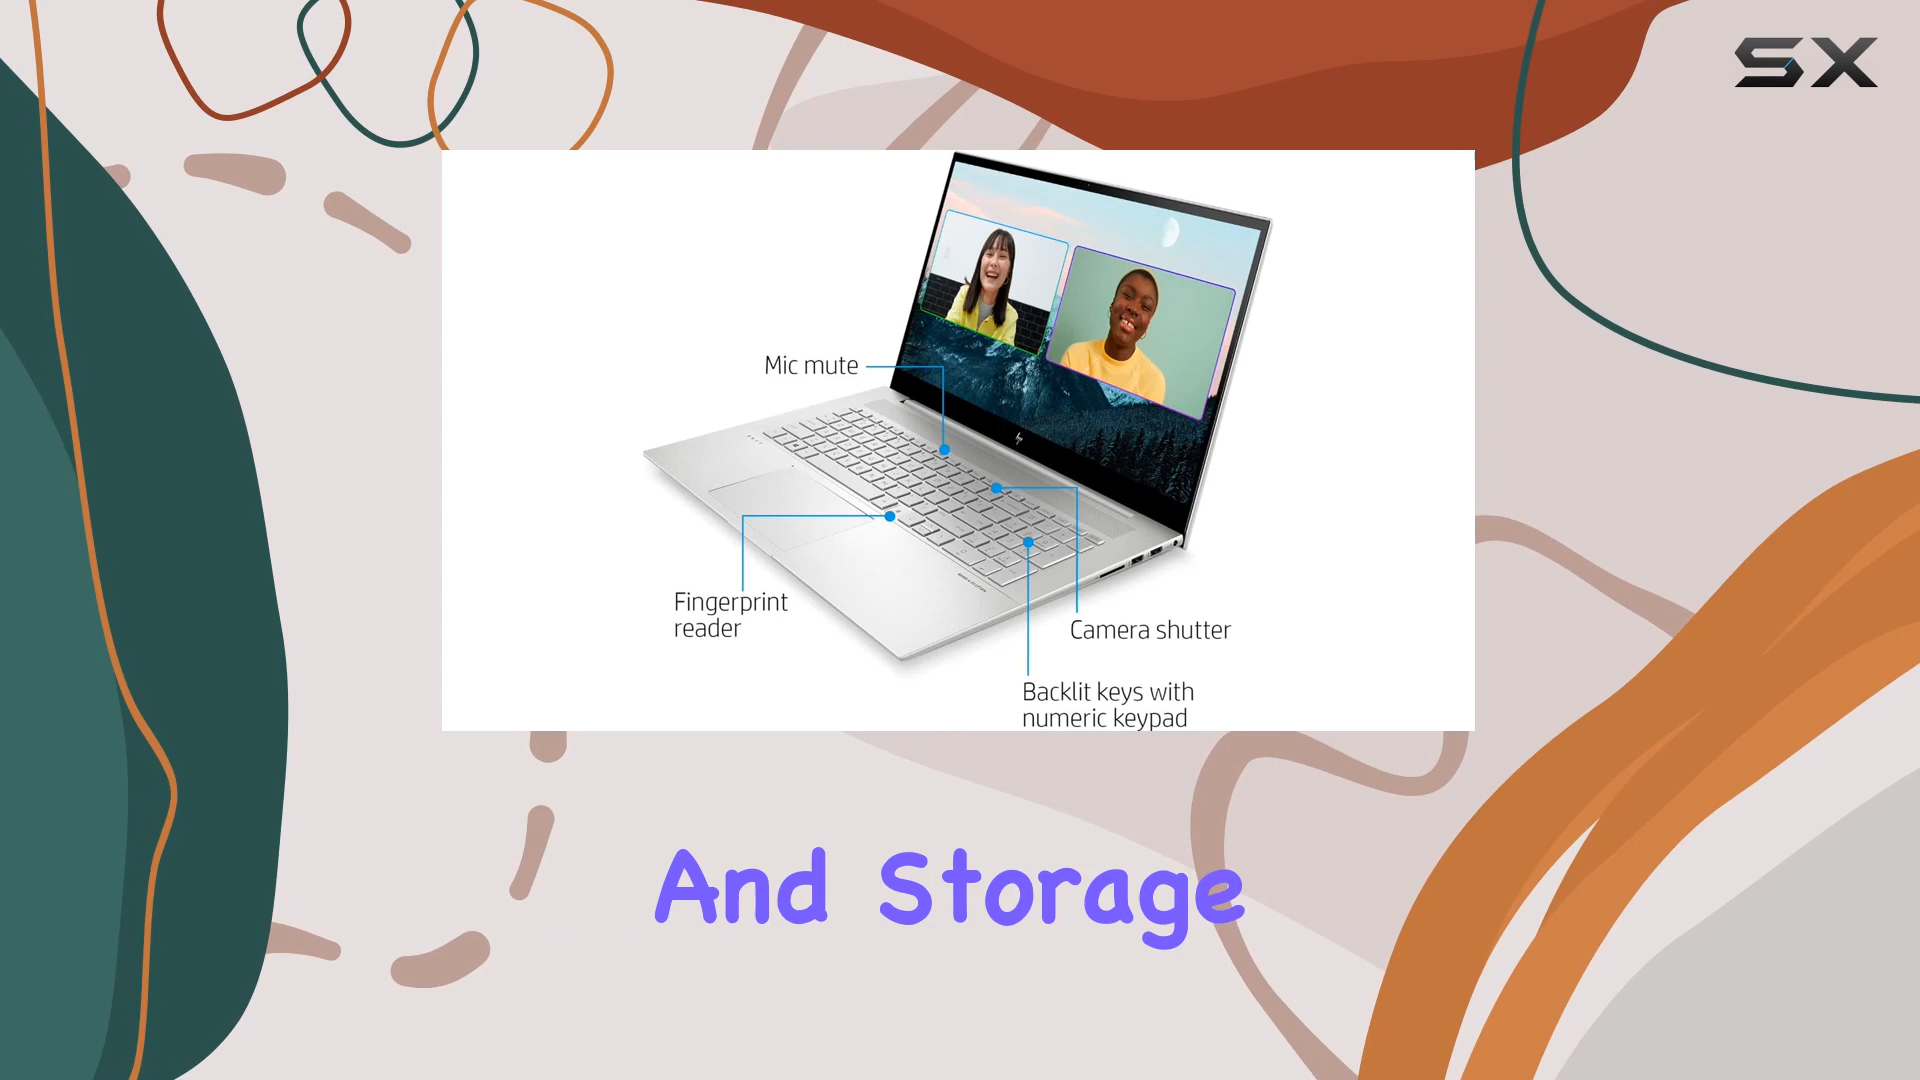 SX
Mic mute
Fingerprint
reader
Camera shutter
Backlit keys with
numeric keypad
And Storage